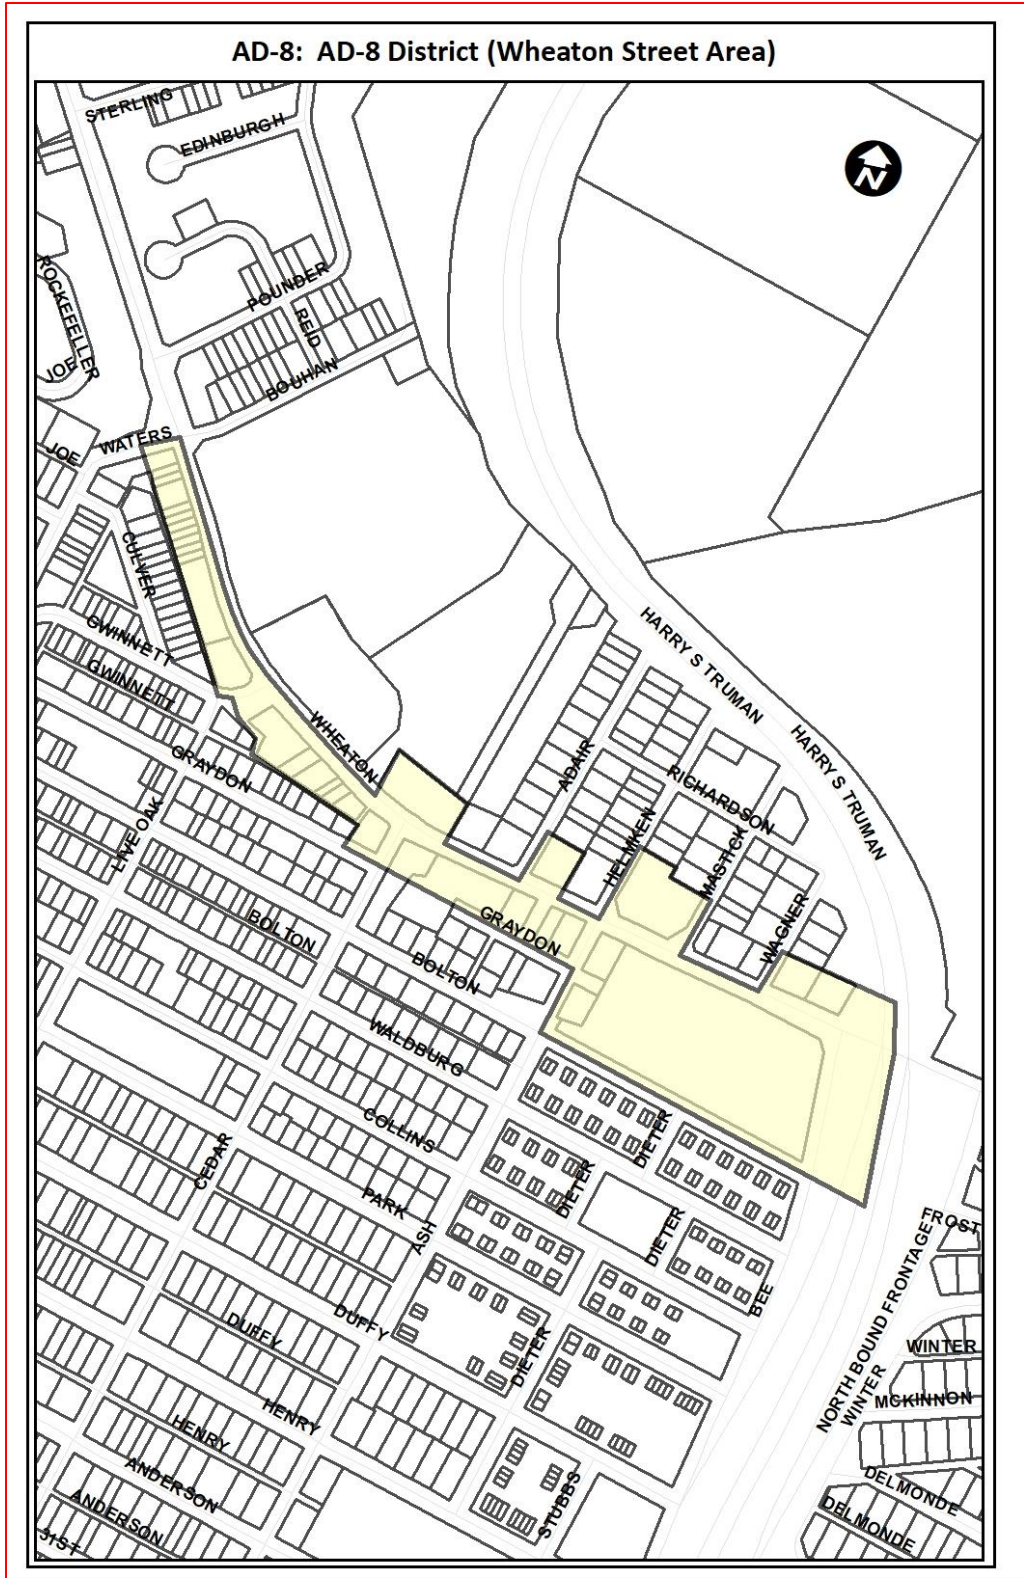 AD-8: AD-8 District (Wheaton Street Area)
STERLING
EDINBURGH
N
ROCKEFELLER
POUNDER
REID
JOE
BOUHAN
WATERS
JOE
CULVER
GWINNETT
GWINNETT
HARRY S TRUMAN
WHEATON
HARRY S TRUMAN
GRAYDON
ADAIR
RICHARDSON
LIVE OAK
HELMKEN
MASTICK
BOLTON
GRAYDON
WAGNER
BOLTON
WALDBURG
COLLINS
DIETER
CEDAR
PARK
DIETER
ASH
DIETER
FROST
BEE
DUFFY
DUFFY
DIETER
NORTH BOUND FRONTAGE
WINTER
WINTER
MCKINNON
HENRY
HENRY
ANDERSON
DELMONDE
STUBBS
DELMONDE
ANDERSON
31ST